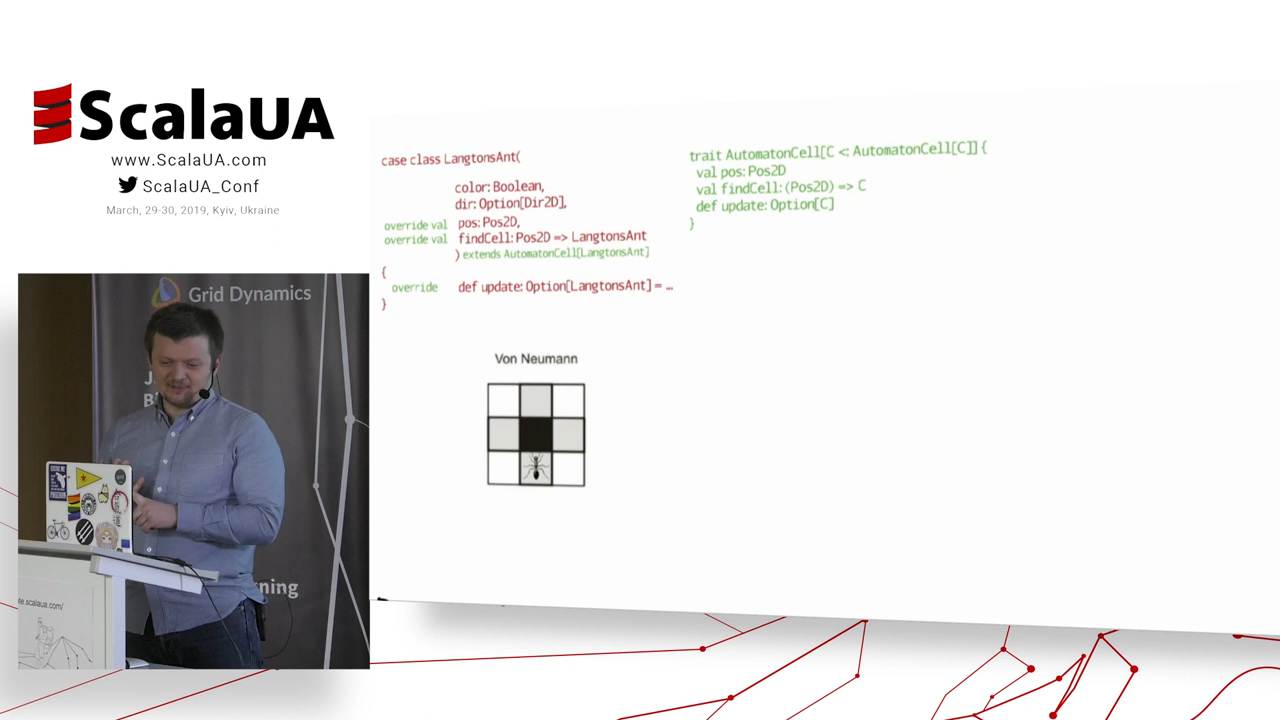 ScalaUA
www.ScalaUA.com
ScalaUA_Conf
March, 29-30, 2019, Kyiv, Ukraine
Grid Dynamics
case class LangtonsAnt(
color: Boolean,
dir: Option[Dir2D],
override val pos: Pos2D,
override val findCell: Pos2D => LangtonsAnt
) extends AutomatonCell[LangtonsAnt]
{
override def update: Option[LangtonsAnt] = …
}
trait AutomatonCell[C <: AutomatonCell[C]] {
val pos: Pos2D
val findCell: (Pos2D) => C
def update: Option[C]
}
Von Neumann